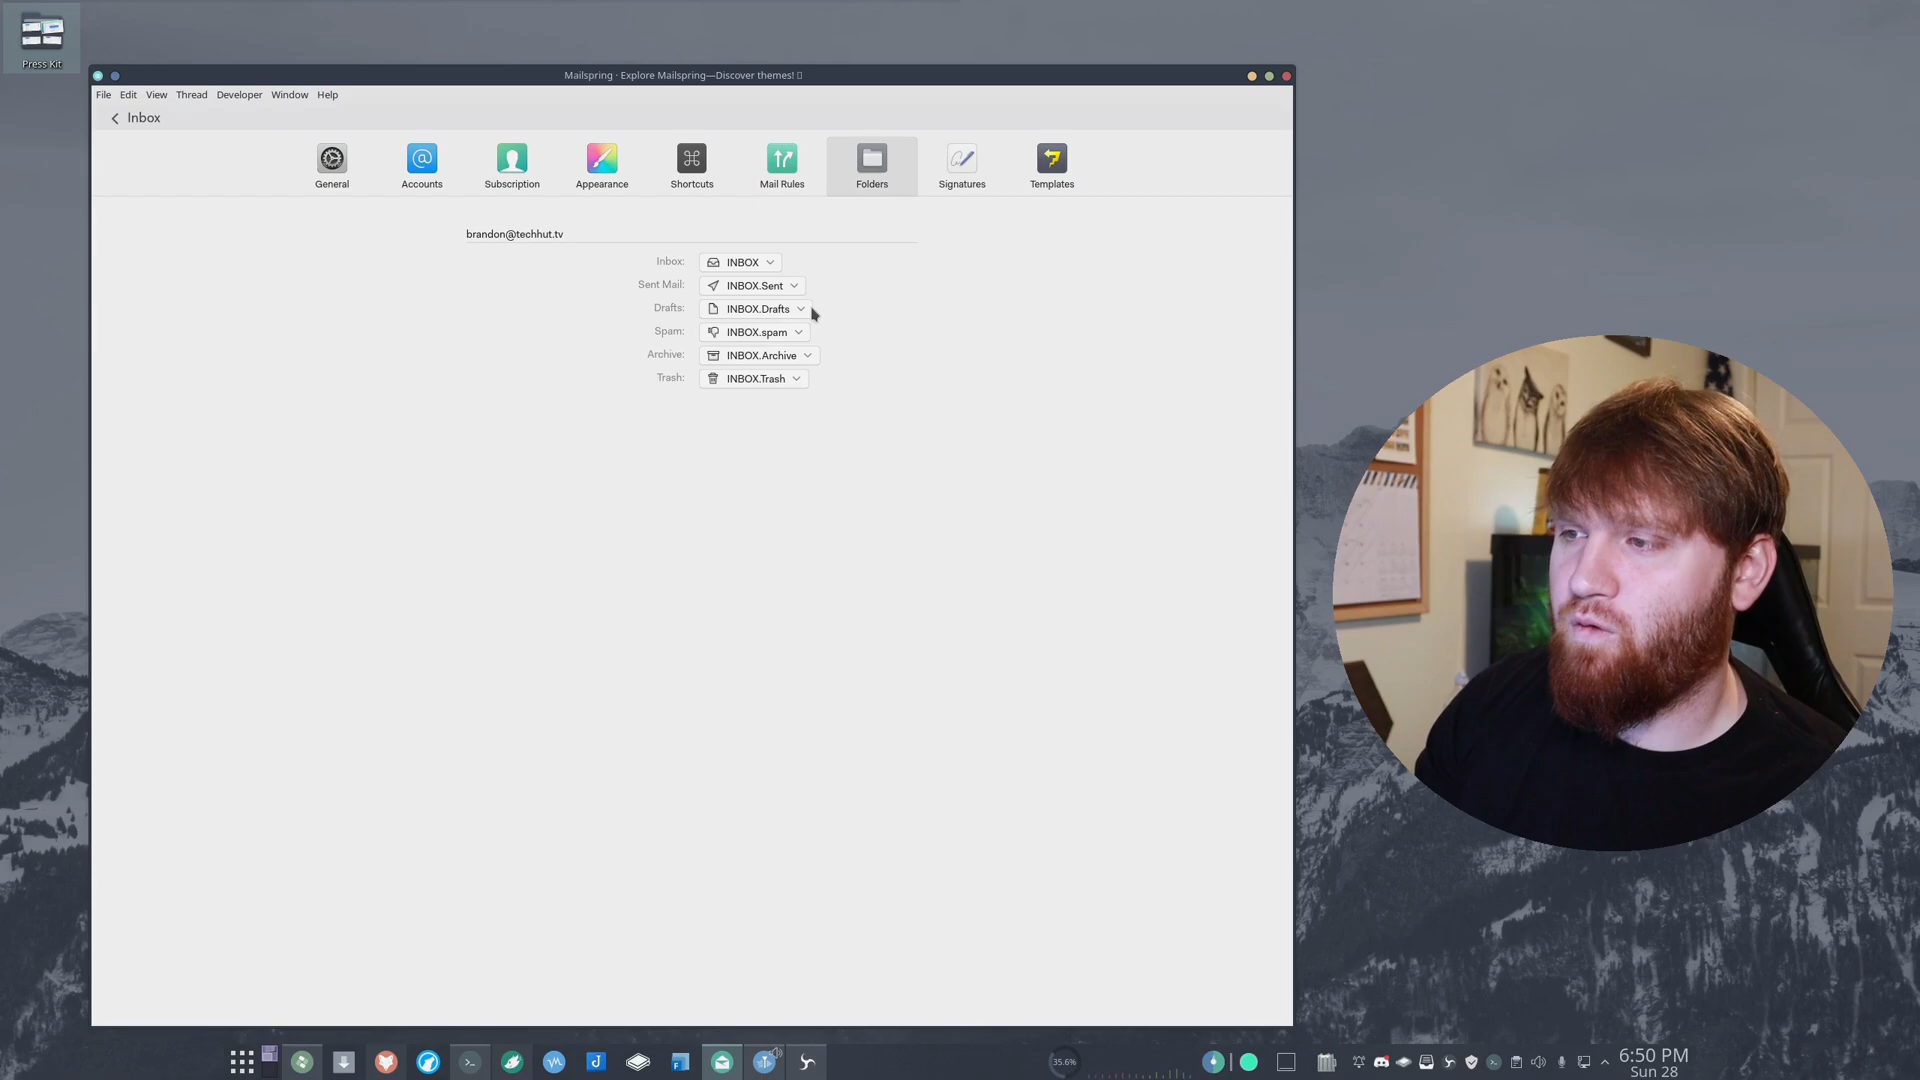 Press Kit
Mailspring · Explore Mailspring—Discover themes!
File Edit View Thread Developer Window Help
Inbox
General Accounts Subscription Appearance Shortcuts Mail Rules Folders Signatures Templates
brandon@techhut.tv
Inbox: INBOX
Sent Mail: INBOX.Sent
Drafts: INBOX.Drafts
Spam: INBOX.spam
Archive: INBOX.Archive
Trash: INBOX.Trash
35.6%
6:50 PM
Sun 28